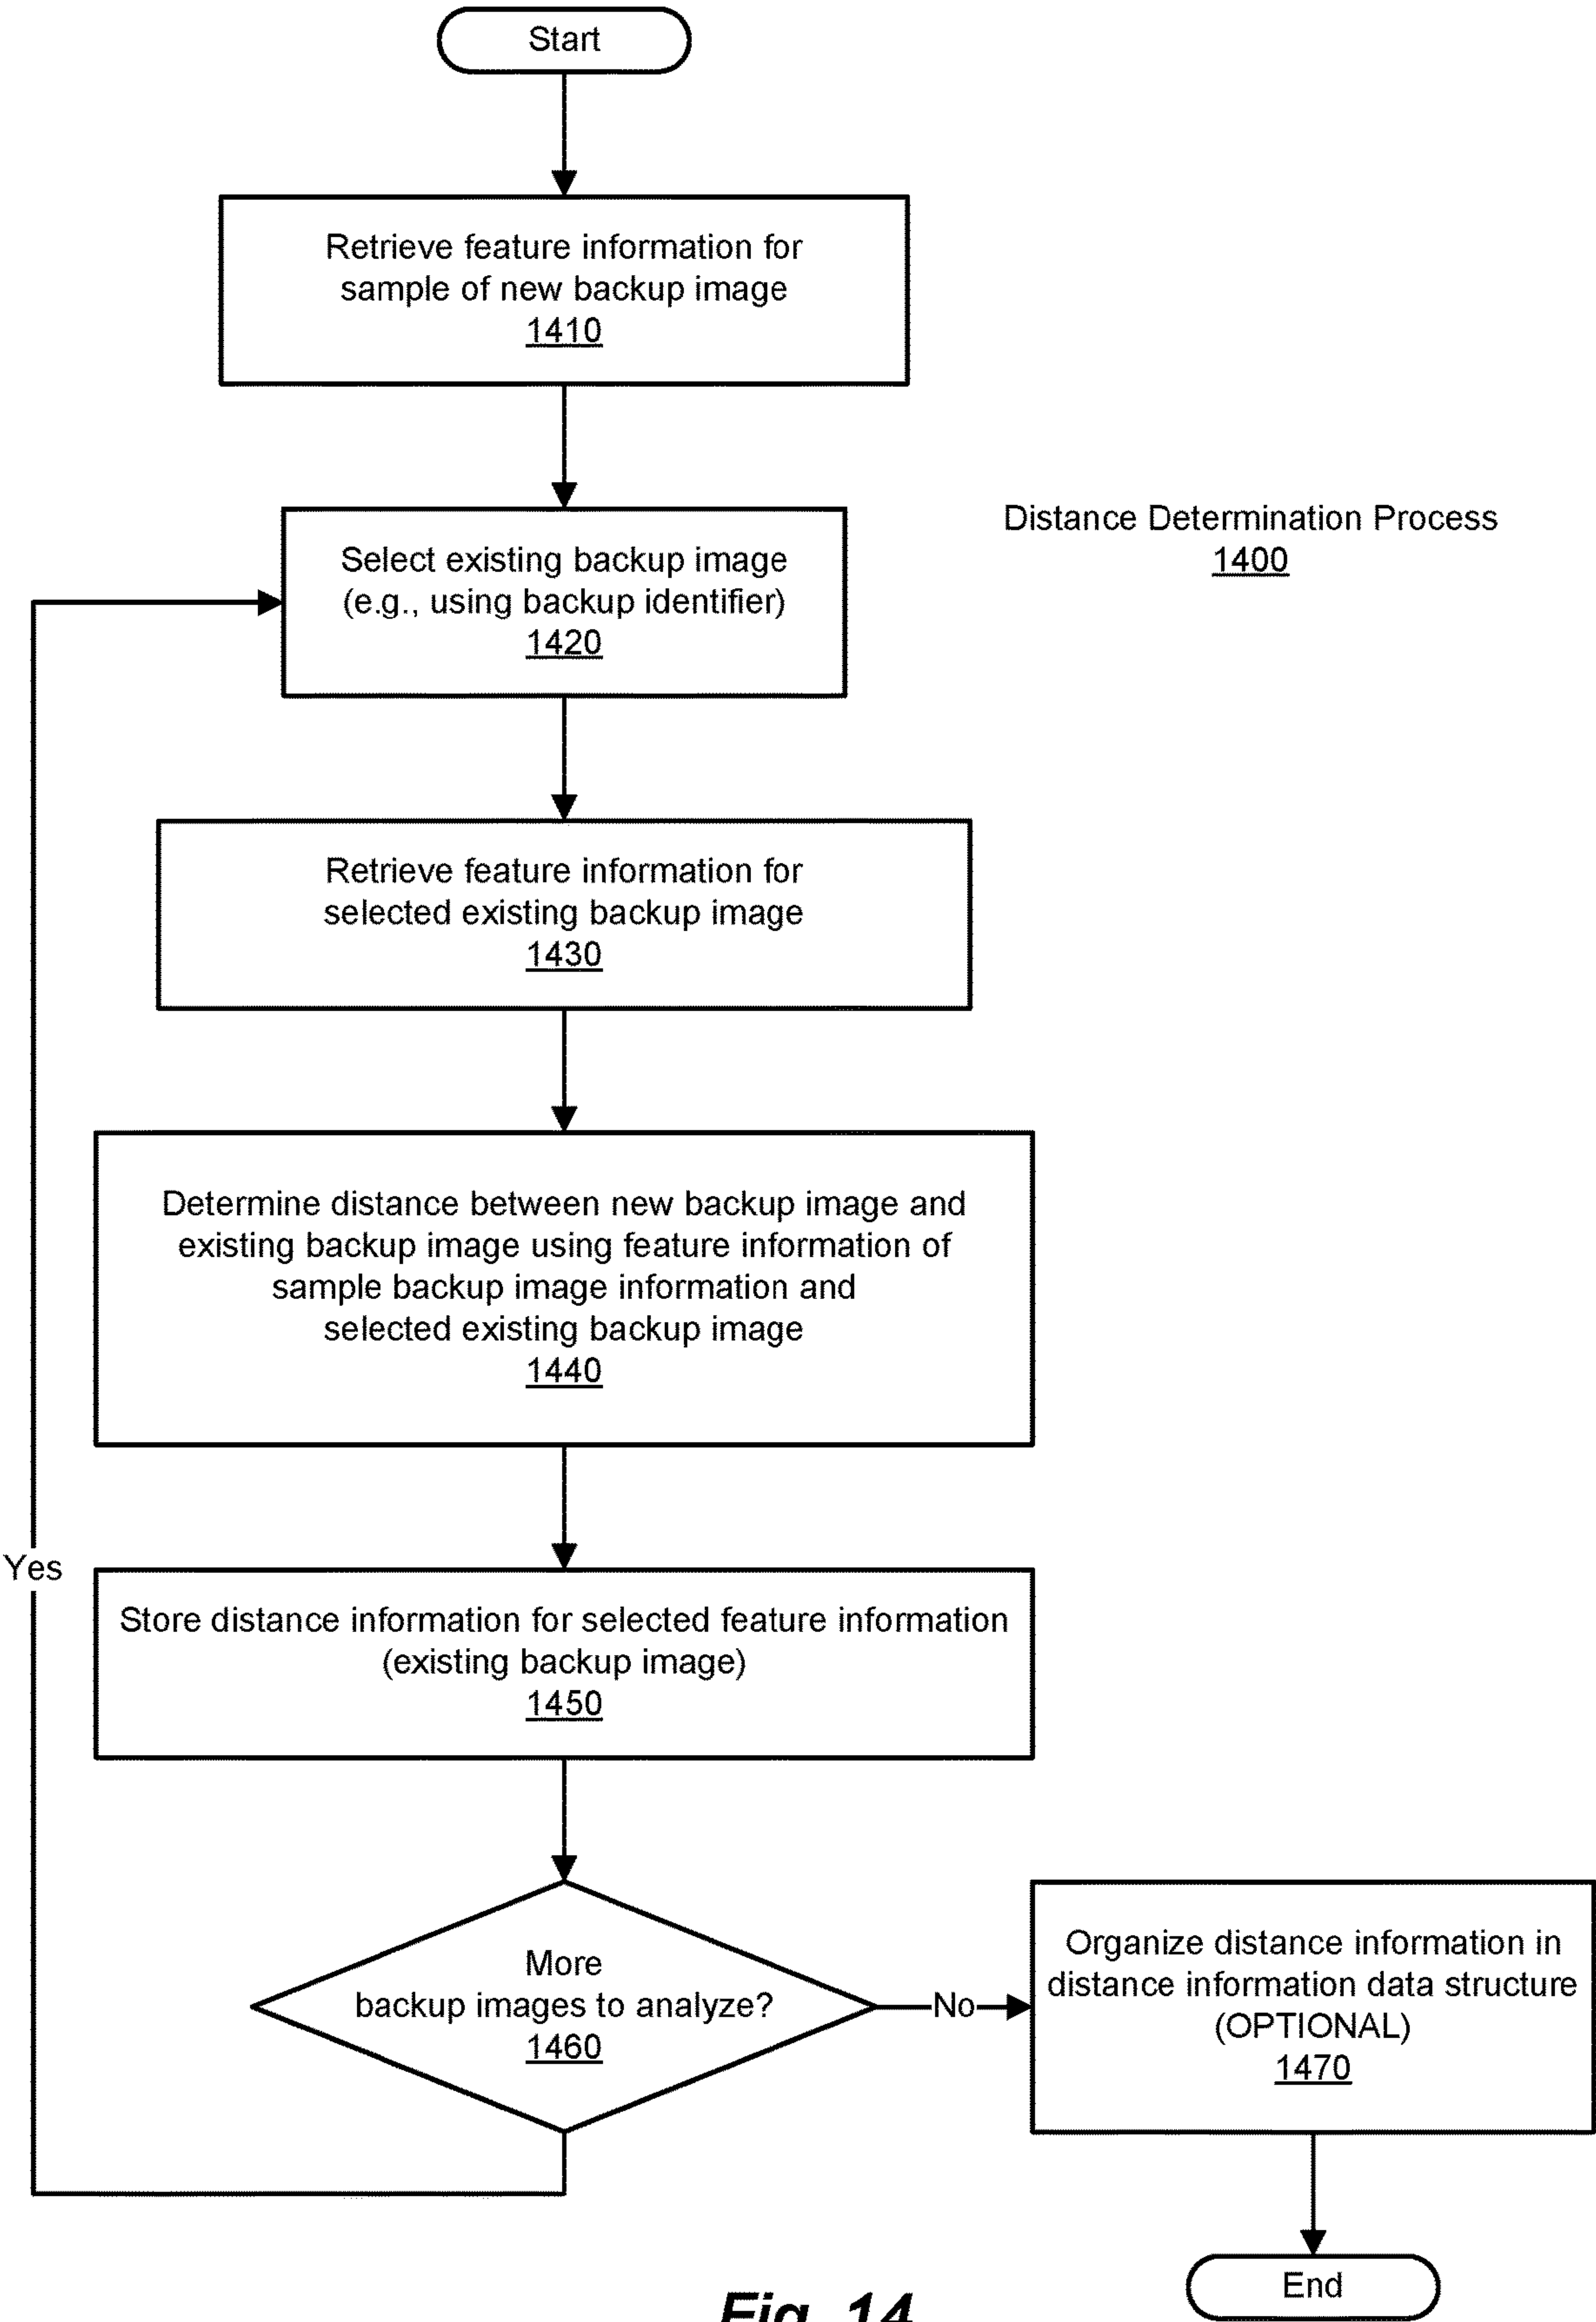 Start
Retrieve feature information for
sample of new backup image
1410
Distance Determination Process
1400
Select existing backup image
(e.g., using backup identifier)
1420
Retrieve feature information for
selected existing backup image
1430
Determine distance between new backup image and
existing backup image using feature information of
sample backup image information and
selected existing backup image
1440
Yes
Store distance information for selected feature information
(existing backup image)
1450
More
backup images to analyze?
1460
No
Organize distance information in
distance information data structure
(OPTIONAL)
1470
End
Fig. 14